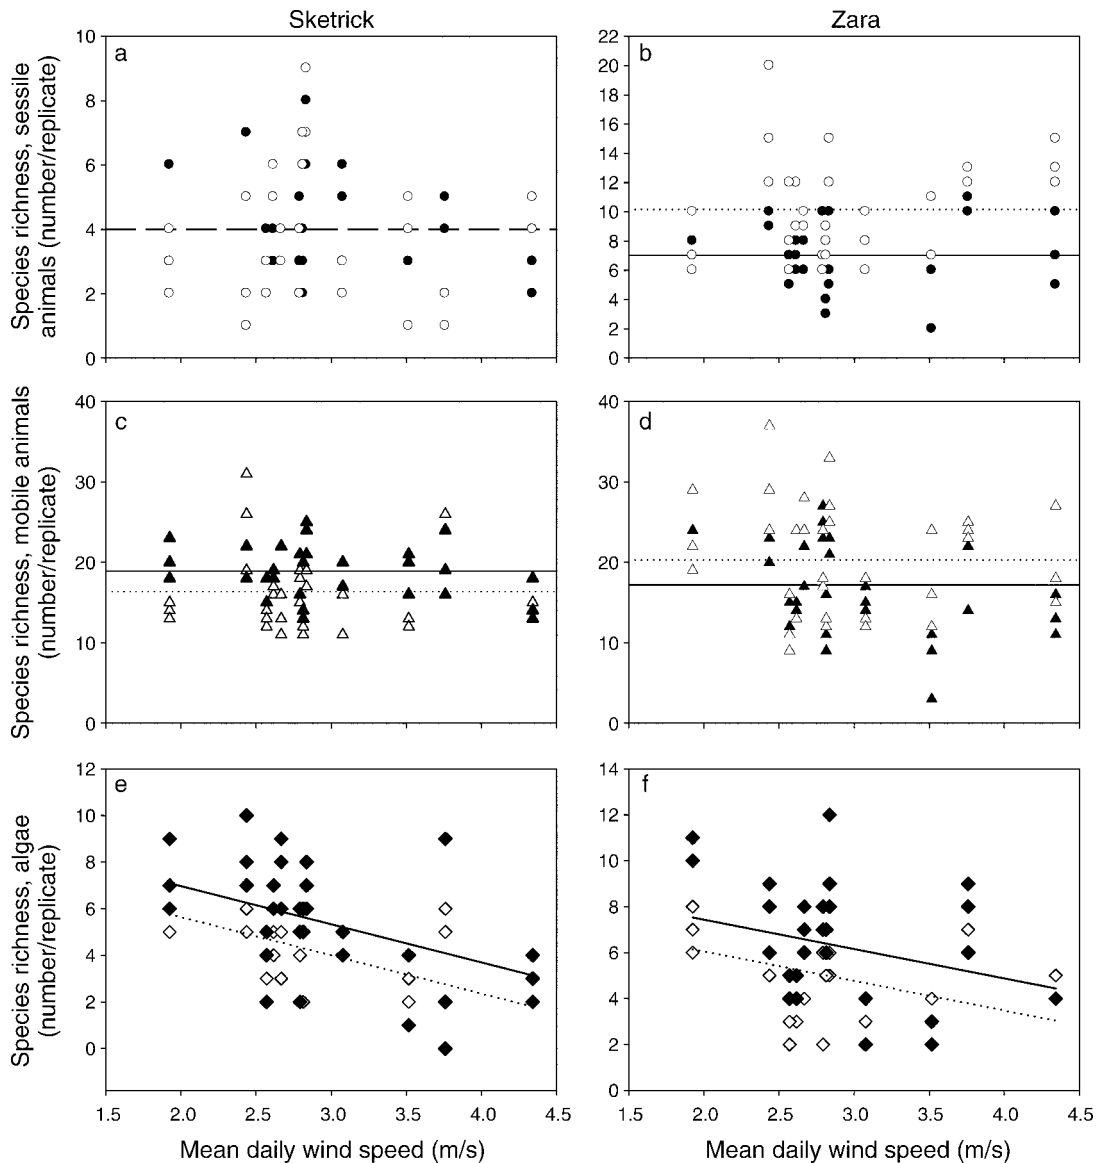 Sketrick
Zara
Species richness, sessile
animals (number/replicate)
a
10
8
6
4
2
0
b
22
20
18
16
14
12
10
8
6
4
2
0
Species richness, mobile animals
(number/replicate)
c
40
30
20
10
0
d
40
30
20
10
0
Species richness, algae
(number/replicate)
e
12
10
8
6
4
2
0
f
14
12
10
8
6
4
2
0
1.5 2.0 2.5 3.0 3.5 4.0 4.5
1.5 2.0 2.5 3.0 3.5 4.0 4.5
Mean daily wind speed (m/s)
Mean daily wind speed (m/s)